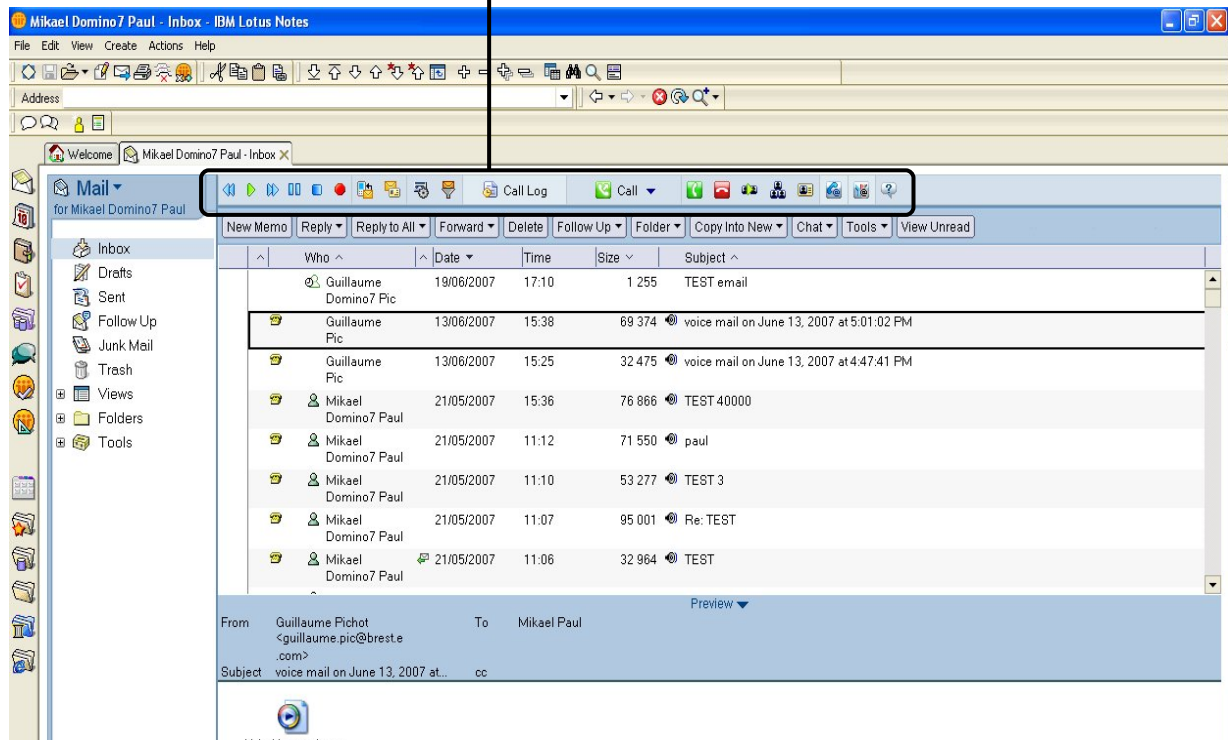 Mikael Domino7 Paul - Inbox - IBM Lotus Notes
File Edit View Create Actions Help
Address
Welcome Mikael Domino7 Paul - Inbox
Mail
for Mikael Domino7 Paul
Call Log Call
New Memo Reply Reply to All Forward Delete Follow Up Folder Copy Into New Chat Tools View Unread
Inbox
Drafts
Sent
Follow Up
Junk Mail
Trash
Views
Folders
Tools
Who Date Time Size Subject
Guillaume 19/06/2007 17:10 1 255 TEST email
Domino7 Pic
Guillaume 13/06/2007 15:38 69 374 voice mail on June 13, 2007 at 5:01:02 PM
Pic
Guillaume 13/06/2007 15:25 32 475 voice mail on June 13, 2007 at 4:47:41 PM
Pic
Mikael 21/05/2007 15:36 76 866 TEST 40000
Domino7 Paul
Mikael 21/05/2007 11:12 71 550 paul
Domino7 Paul
Mikael 21/05/2007 11:10 53 277 TEST 3
Domino7 Paul
Mikael 21/05/2007 11:07 95 001 Re: TEST
Domino7 Paul
Mikael 21/05/2007 11:06 32 964 TEST
Domino7 Paul
Preview
From Guillaume Pichot To Mikael Paul
<guillaume.pic@brest.e
.com>
Subject voice mail on June 13, 2007 at... cc